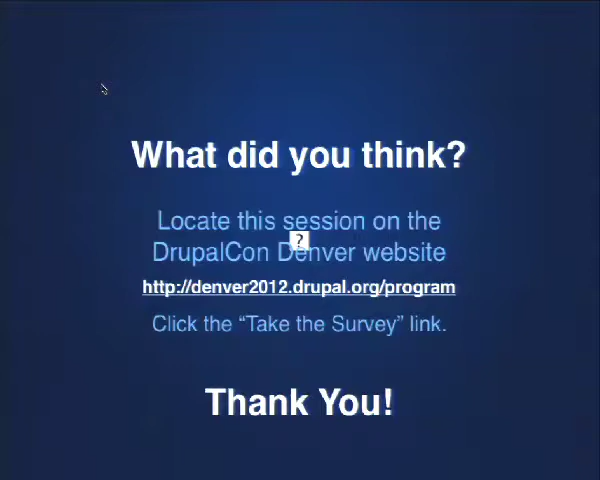 What did you think?
Locate this session on the
?
DrupalCon Denver website
http://denver2012.drupal.org/program
Click the “Take the Survey” link.
Thank You!